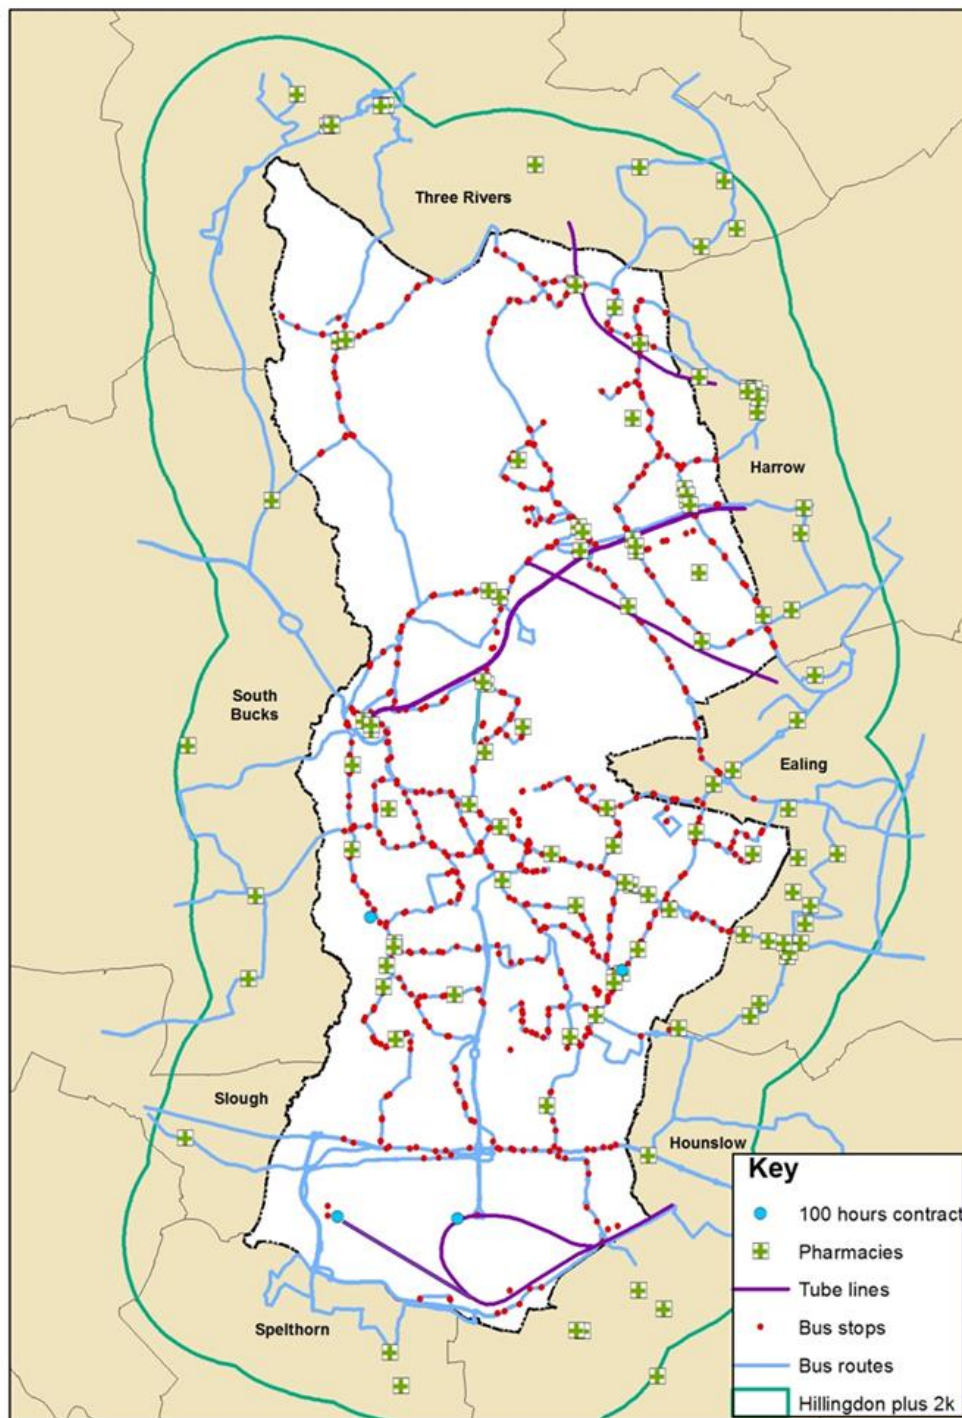 Three Rivers
Harrow
South
Bucks
Ealing
Slough
Hounslow
Spelthorn
Key
100 hours contract
Pharmacies
Tube lines
Bus stops
Bus routes
Hillingdon plus 2k